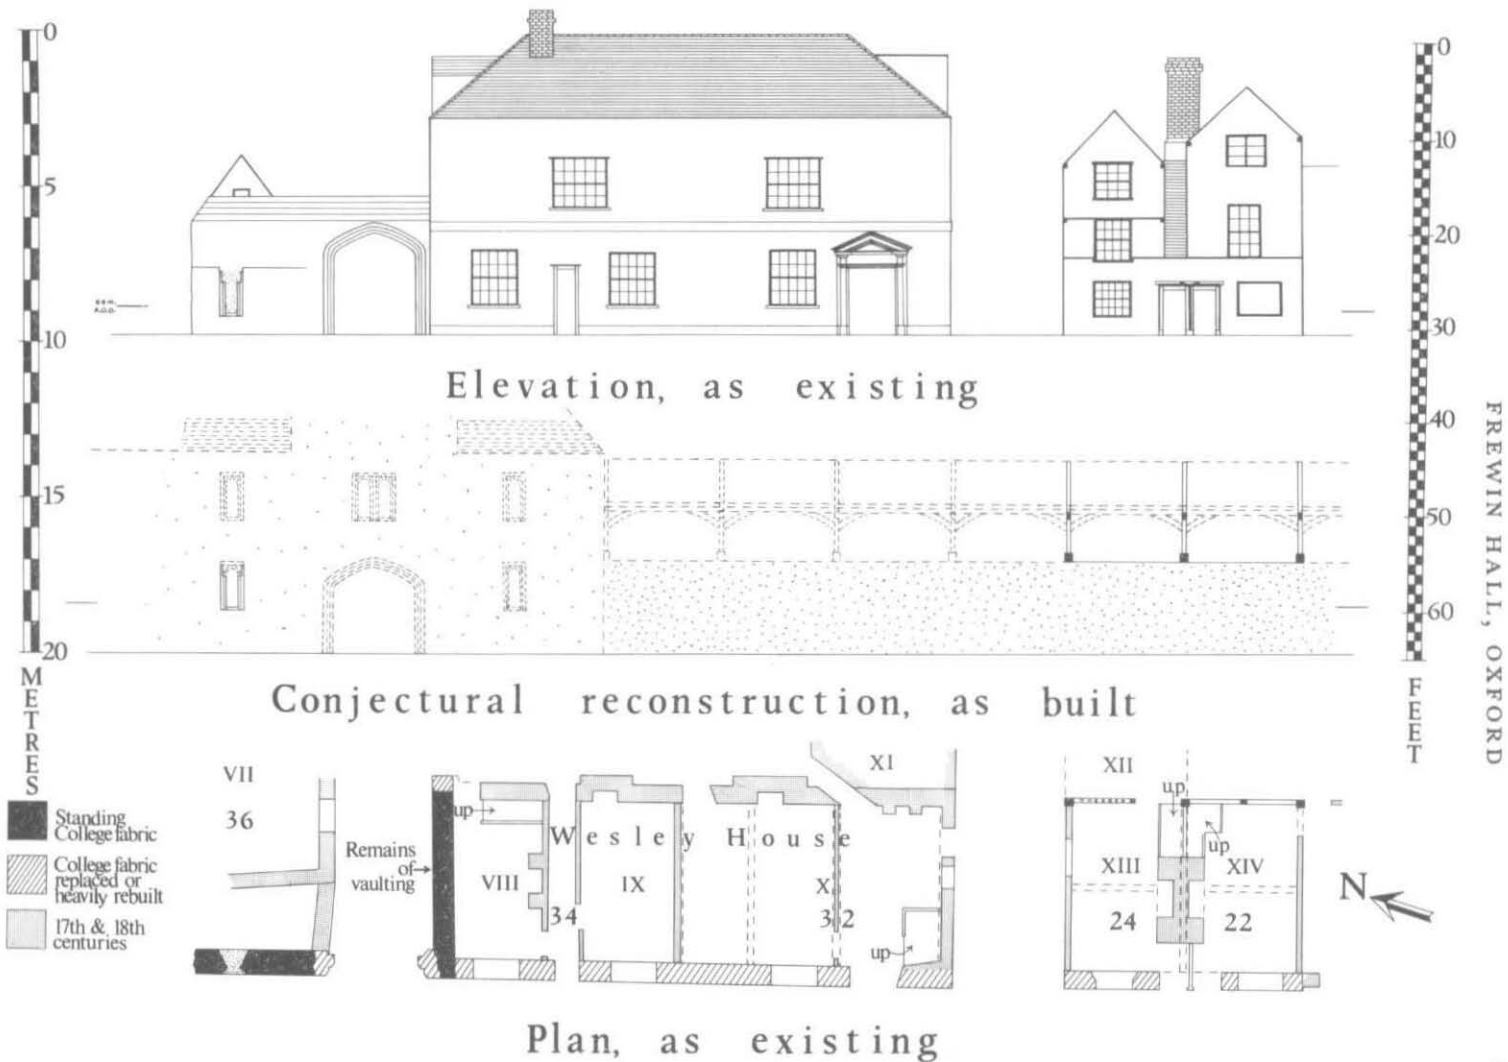 0
5
10
15
20
METRES
0
10
20
30
40
50
60
FEET
FREWIN HALL, OXFORD
Elevation, as existing
Conjectural reconstruction, as built
VII
36
Remains
of
vaulting
up
VIII
34
Wesley House
IX
X
32
up
XI
XII
up
up
XIII
XIV
24
22
N
Standing
College fabric
College fabric
replaced or
heavily rebuilt
17th & 18th
centuries
Plan, as existing